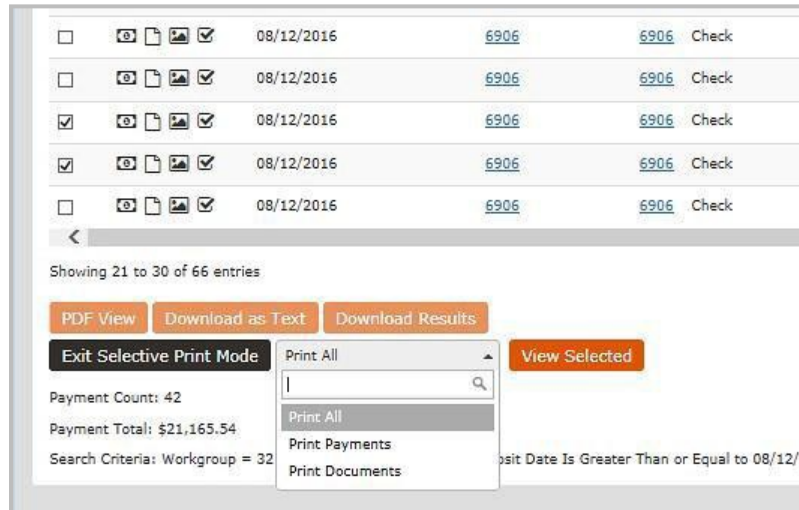 08/12/2016 6906 6906 Check
08/12/2016 6906 6906 Check
08/12/2016 6906 6906 Check
08/12/2016 6906 6906 Check
08/12/2016 6906 6906 Check
Showing 21 to 30 of 66 entries
PDF View Download as Text Download Results
Exit Selective Print Mode Print All View Selected
Payment Count: 42
Print All
Payment Total: $21,165.54
Print Payments
Search Criteria: Workgroup = 32 osit Date Is Greater Than or Equal to 08/12/
Print Documents